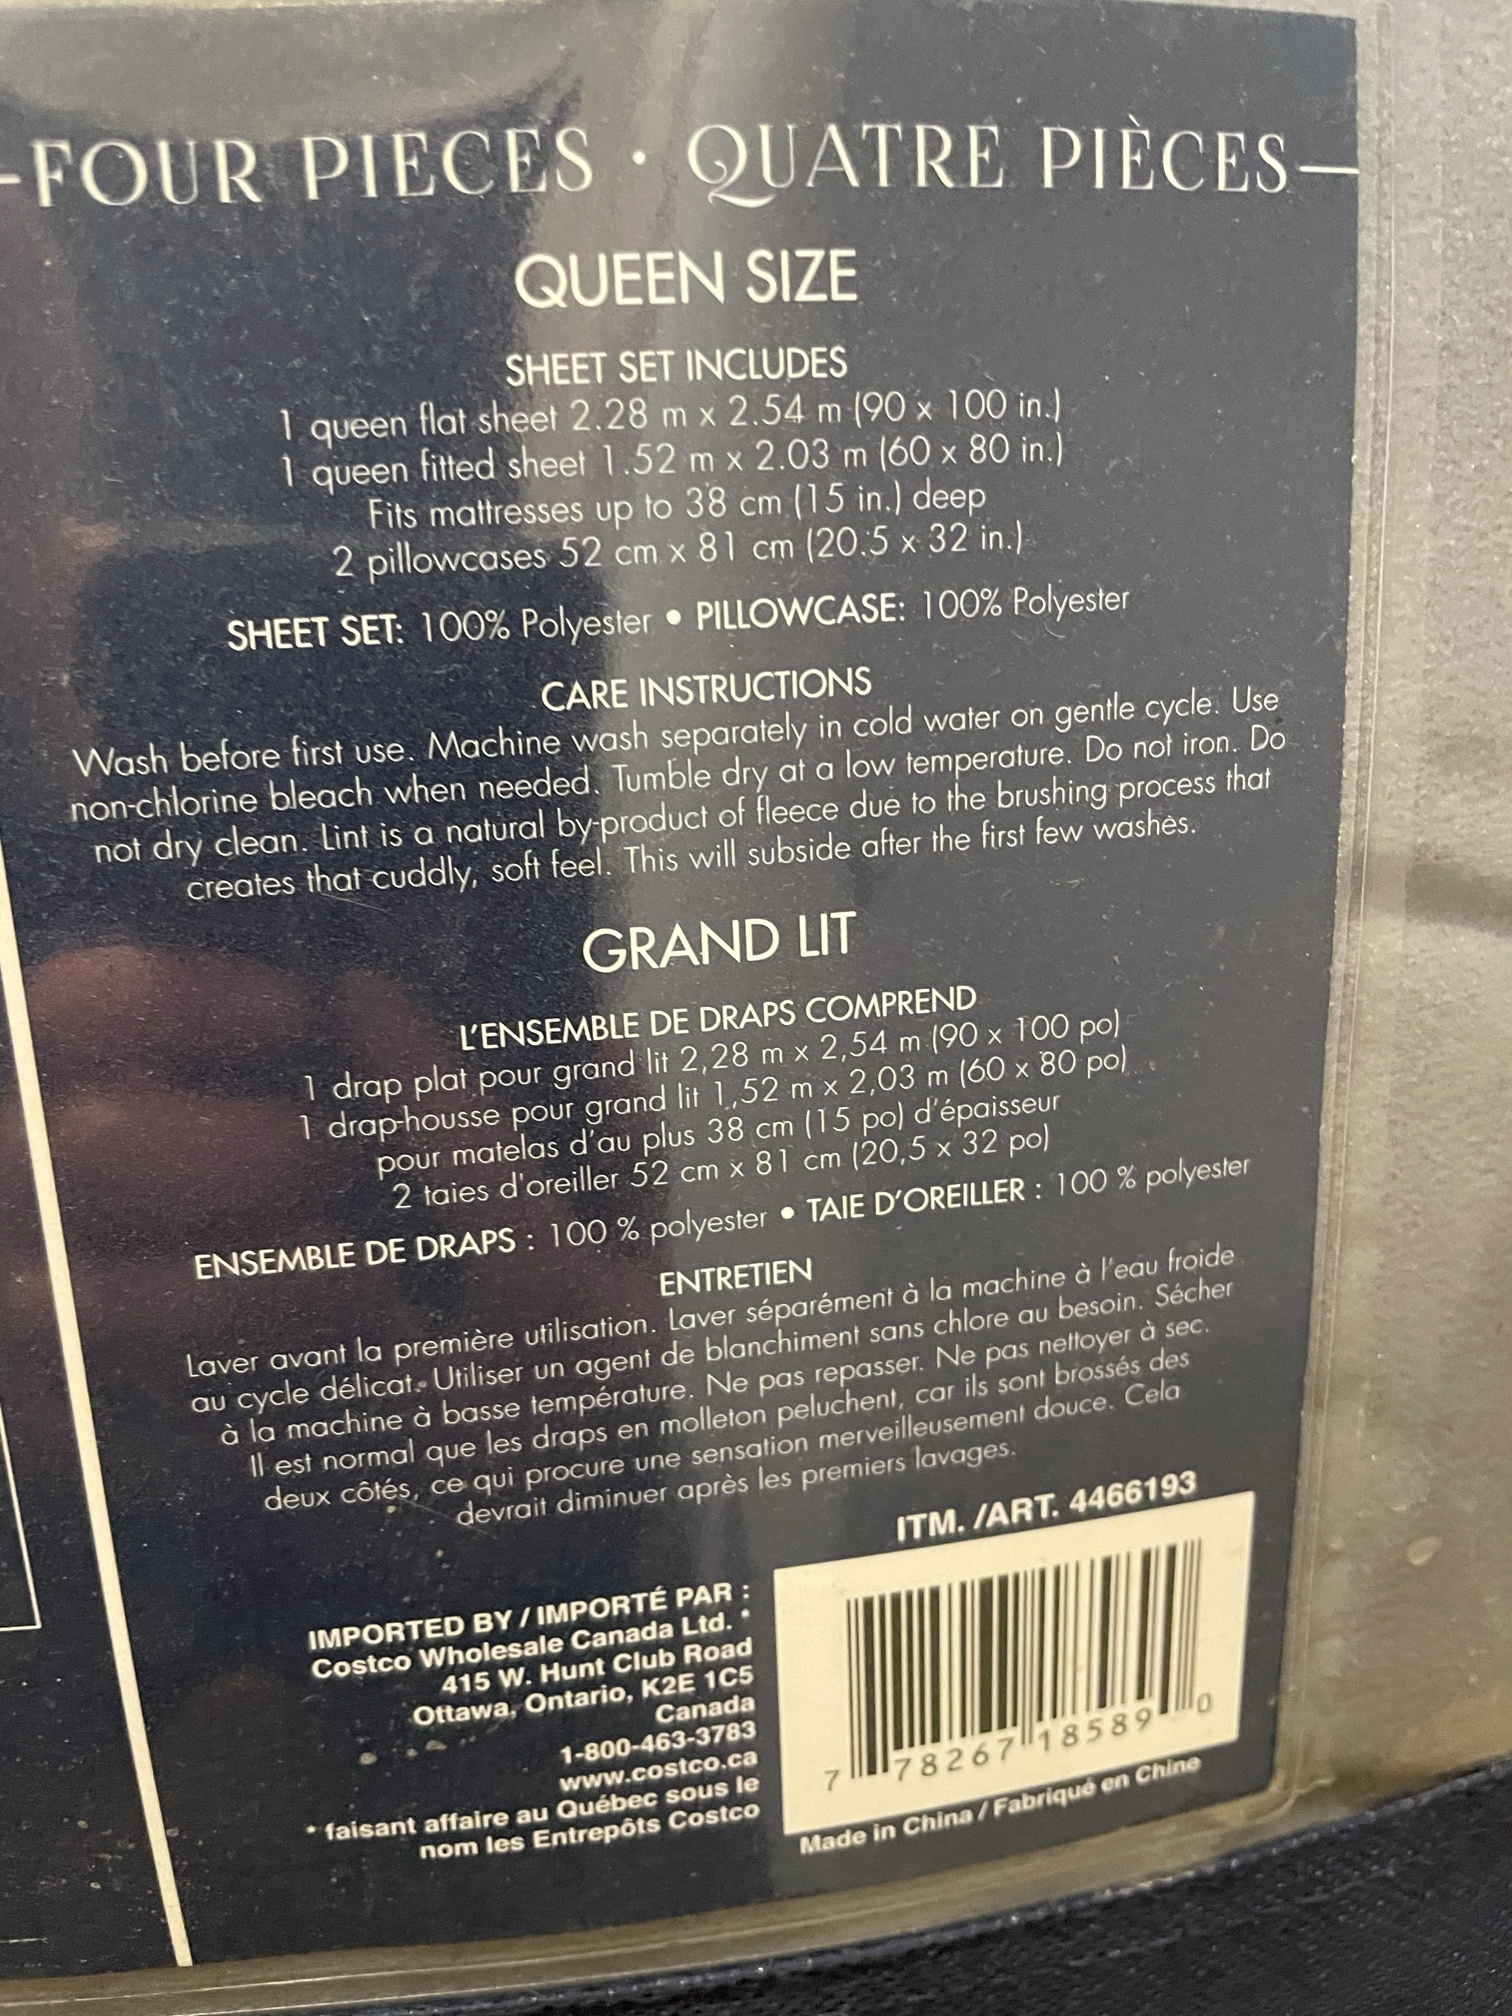 FOUR PIECES · QUATRE PIÈCES
QUEEN SIZE
SHEET SET INCLUDES
1 queen flat sheet 2.28 m x 2.54 m (90 x 100 in.)
1 queen fitted sheet 1.52 m x 2.03 m (60 x 80 in.)
Fits mattresses up to 38 cm (15 in.) deep
2 pillowcases 52 cm x 81 cm (20.5 x 32 in.)
SHEET SET: 100% Polyester • PILLOWCASE: 100% Polyester
CARE INSTRUCTIONS
Wash before first use. Machine wash separately in cold water on gentle cycle. Use
non-chlorine bleach when needed. Tumble dry at a low temperature. Do not iron. Do
not dry clean. Lint is a natural by-product of fleece due to the brushing process that
creates that cuddly, soft feel. This will subside after the first few washes.
GRAND LIT
L'ENSEMBLE DE DRAPS COMPREND
1 drap plat pour grand lit 2,28 m x 2,54 m (90 x 100 po)
1 drap-housse pour grand lit 1,52 m x 2,03 m (60 x 80 po)
pour matelas d'au plus 38 cm (15 po) d'épaisseur
2 taies d'oreiller 52 cm x 81 cm (20,5 x 32 po)
ENSEMBLE DE DRAPS : 100 % polyester • TAIE D'OREILLER : 100 % polyester
ENTRETIEN
Laver avant la première utilisation. Laver séparément à la machine à l'eau froide
au cycle délicat. Utiliser un agent de blanchiment sans chlore au besoin. Sécher
à la machine à basse température. Ne pas repasser. Ne pas nettoyer à sec.
Il est normal que les draps en molleton peluchent, car ils sont brossés des
deux côtés, ce qui procure une sensation merveilleusement douce. Cela
devrait diminuer après les premiers lavages.
ITM. /ART. 4466193
IMPORTED BY / IMPORTÉ PAR :
Costco Wholesale Canada Ltd. *
415 W. Hunt Club Road
Ottawa, Ontario, K2E 1C5
Canada
1-800-463-3783
www.costco.ca
* faisant affaire au Québec sous le
nom les Entrepôts Costco
7 78267 18589 0
Made in China / Fabriqué en Chine